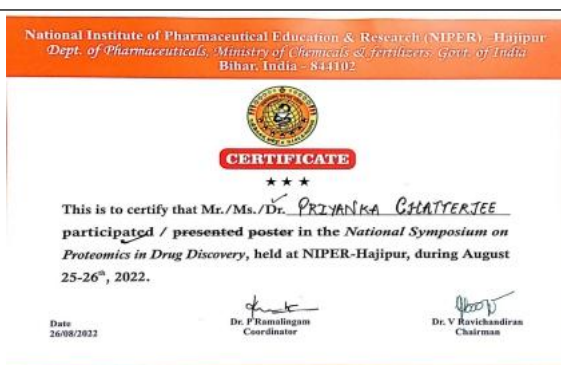 National Institute of Pharmaceutical Education & Research (NIPER) -Hajipur
Dept. of Pharmaceuticals, Ministry of Chemicals & fertilizers, Govt. of India
Bihar, India - 844102
CERTIFICATE
This is to certify that Mr./Ms./Dr. PRIYANKA CHATTERJEE
participated / presented poster in the National Symposium on
Proteomics in Drug Discovery, held at NIPER-Hajipur, during August
25-26th, 2022.
Date
26/08/2022
Dr. P Ramalingam
Coordinator
Dr. V Ravichandiran
Chairman